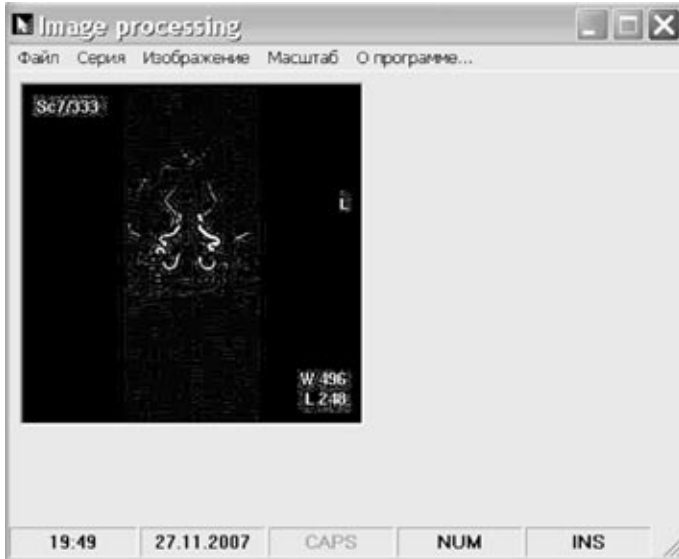 Image processing
Файл Серия Изображение Масштаб О программе...
Sc7/333
L
W 496
L 248
19:49 27.11.2007 CAPS NUM INS